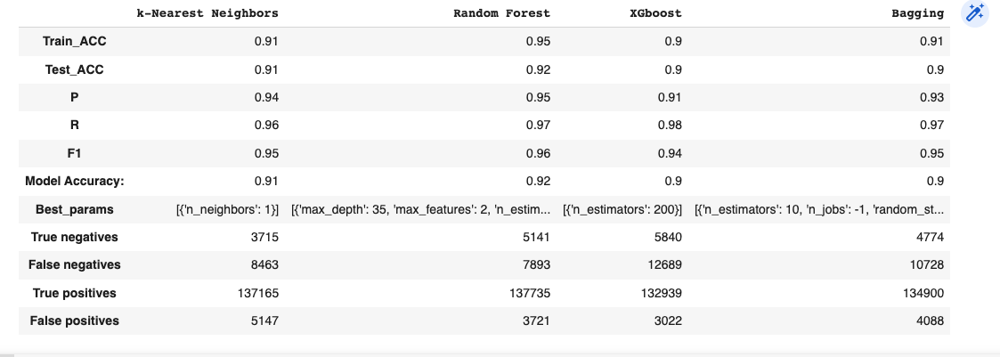 k-Nearest Neighbors Random Forest XGboost Bagging
Train_ACC 0.91 0.95 0.9 0.91
Test_ACC 0.91 0.92 0.9 0.9
P 0.94 0.95 0.91 0.93
R 0.96 0.97 0.98 0.97
F1 0.95 0.96 0.94 0.95
Model Accuracy: 0.91 0.92 0.9 0.9
Best_params [{'n_neighbors': 1}] [{'max_depth': 35, 'max_features': 2, 'n_estim... [{'n_estimators': 200}] [{'n_estimators': 10, 'n_jobs': -1, 'random_st...
True negatives 3715 5141 5840 4774
False negatives 8463 7893 12689 10728
True positives 137165 137735 132939 134900
False positives 5147 3721 3022 4088